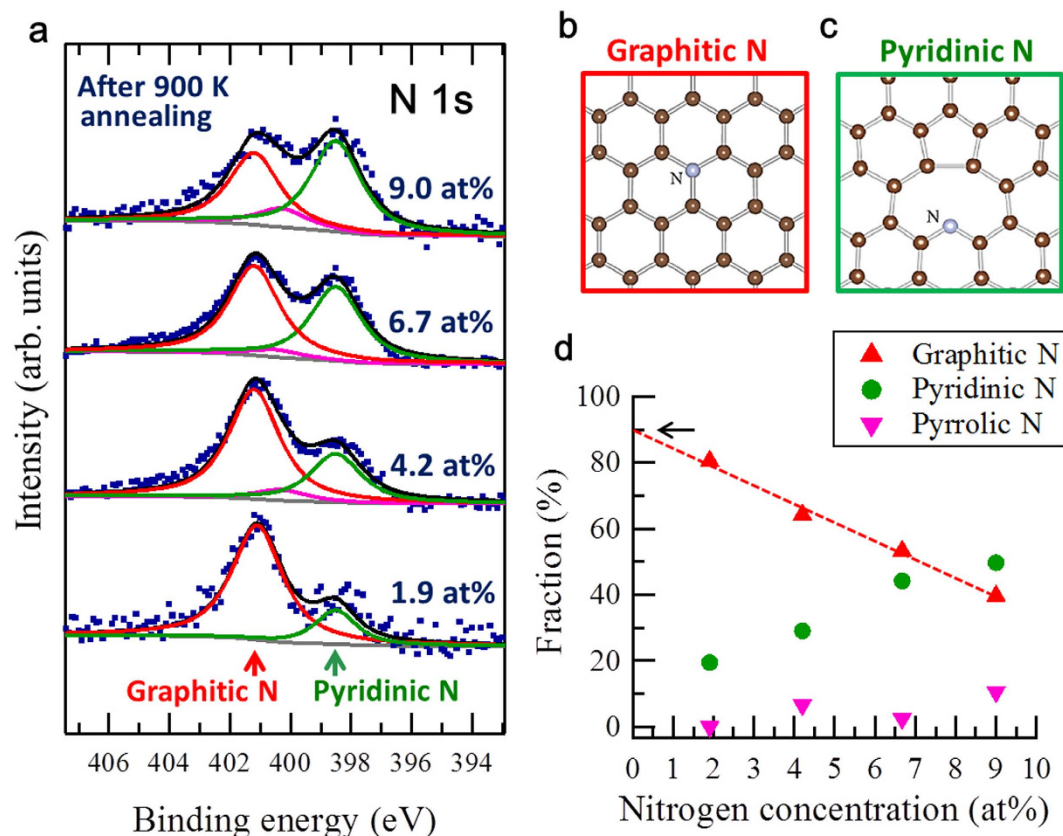 a
After 900 K
annealing
N 1s
9.0 at%
6.7 at%
4.2 at%
1.9 at%
Graphitic N
Pyridinic N
406 404 402 400 398 396 394
Binding energy (eV)
Intensity (arb. units)
b
Graphitic N
N
c
Pyridinic N
N
d
Graphitic N
Pyridinic N
Pyrrolic N
100
80
60
40
20
0
0 1 2 3 4 5 6 7 8 9 10
Nitrogen concentration (at%)
Fraction (%)